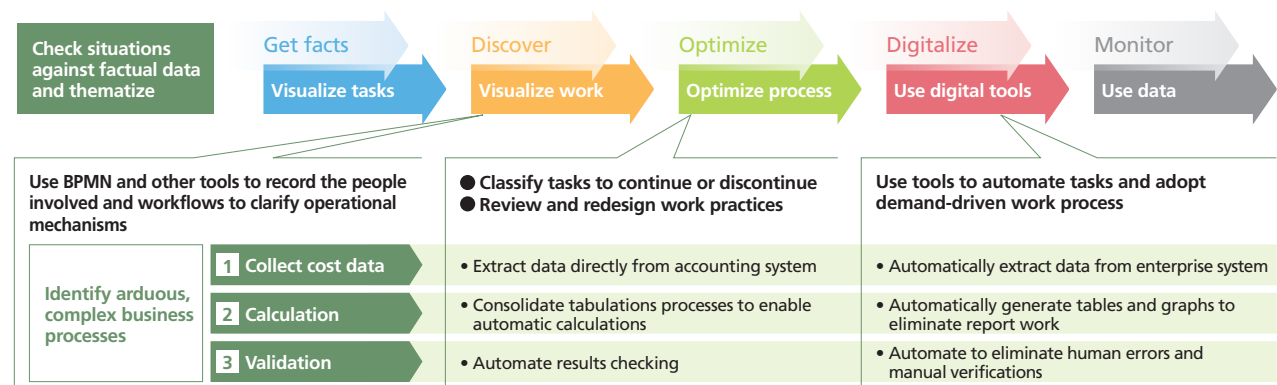 Check situations
against factual data
and thematize
Get facts
Visualize tasks
Discover
Visualize work
Optimize
Optimize process
Digitalize
Use digital tools
Monitor
Use data
Use BPMN and other tools to record the people
involved and workflows to clarify operational
mechanisms
● Classify tasks to continue or discontinue
● Review and redesign work practices
Use tools to automate tasks and adopt
demand-driven work process
Identify arduous,
complex business
processes
1 Collect cost data
• Extract data directly from accounting system
• Automatically extract data from enterprise system
2 Calculation
• Consolidate tabulations processes to enable
automatic calculations
• Automatically generate tables and graphs to
eliminate report work
3 Validation
• Automate results checking
• Automate to eliminate human errors and
manual verifications